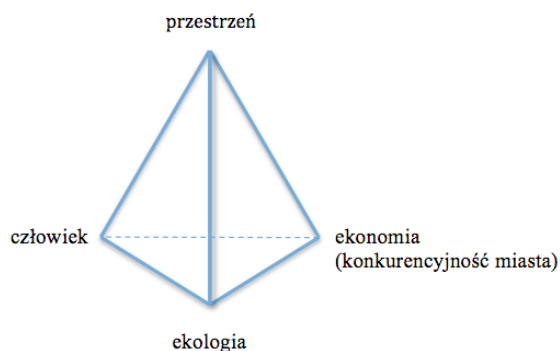 przestrzeń
człowiek
ekonomia
(konkurencyjność miasta)
ekologia